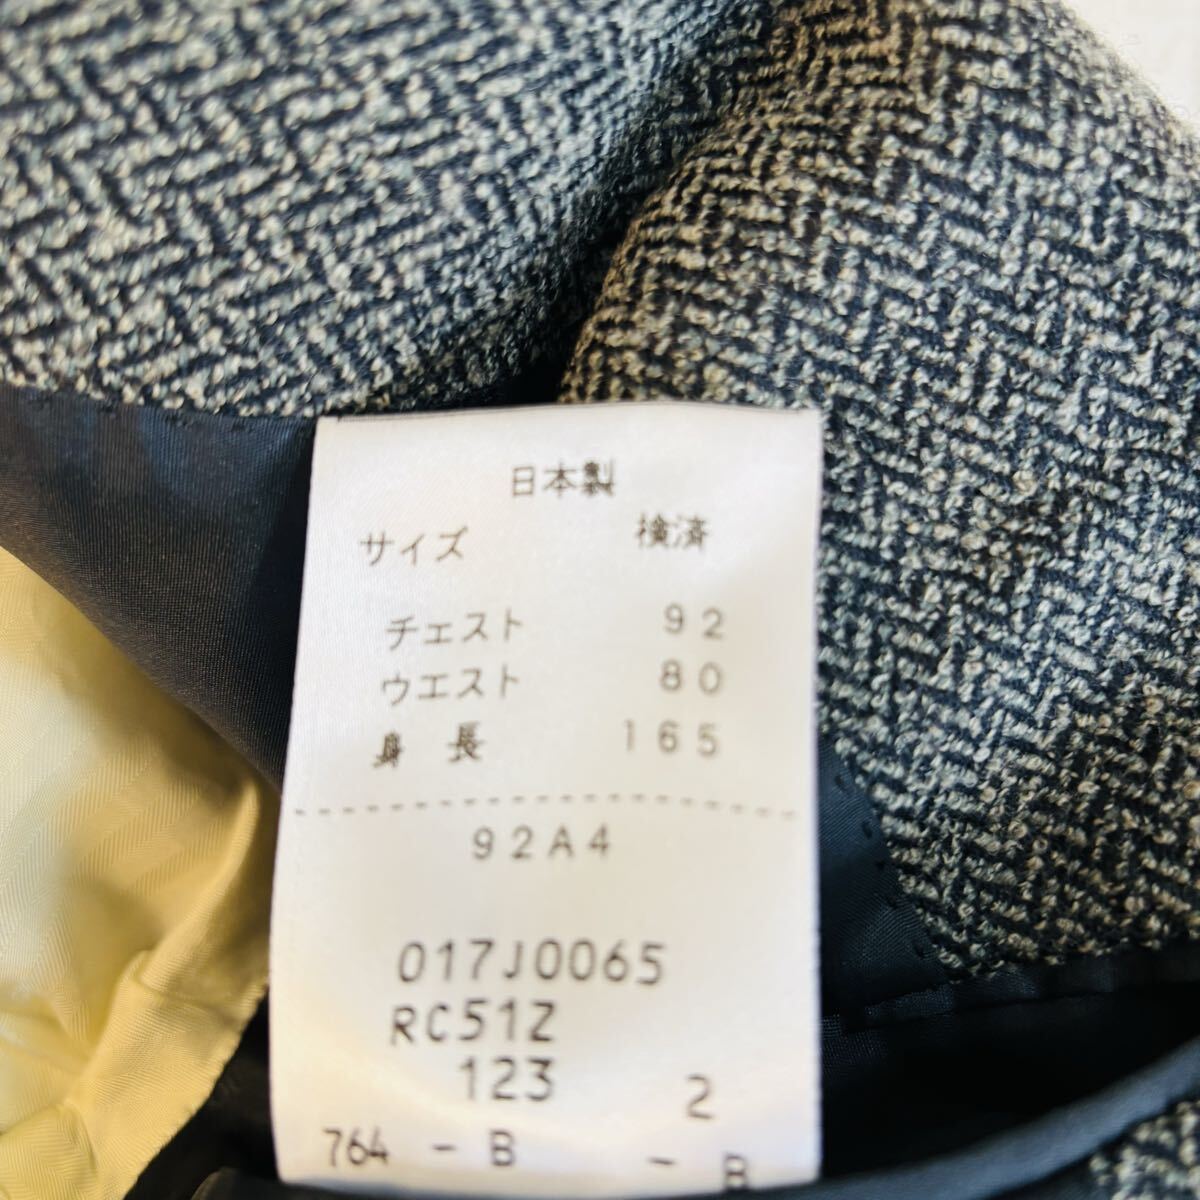 日本製
サイズ 検済
チェスト 92
ウエスト 80
身長 165
92A4
017J0065
RC51Z
123 2
764 - B - B